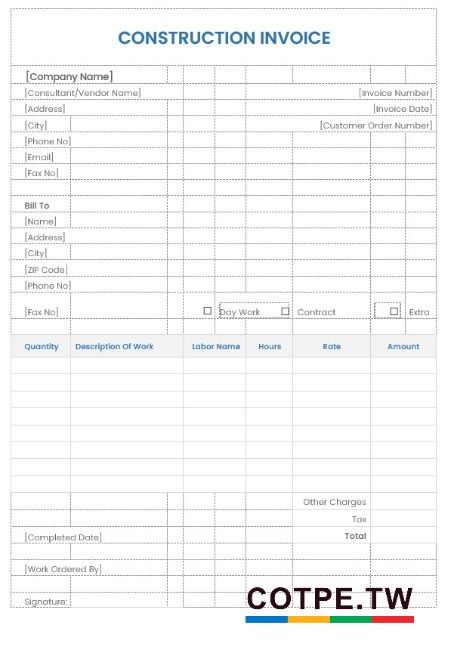 CONSTRUCTION INVOICE
[Company Name]
[Consultant/Vendor Name] [Invoice Number]
[Address] [Invoice Date]
[City] [Customer Order Number]
[Phone No]
[Email]
[Fax No]
Bill To
[Name]
[Address]
[City]
[ZIP Code]
[Phone No]
[Fax No] Day Work Contract Extra
Quantity Description Of Work Labor Name Hours Rate Amount
Other Charges
Tax
[Completed Date] Total
[Work Ordered By]
Signature:
COTPE.TW